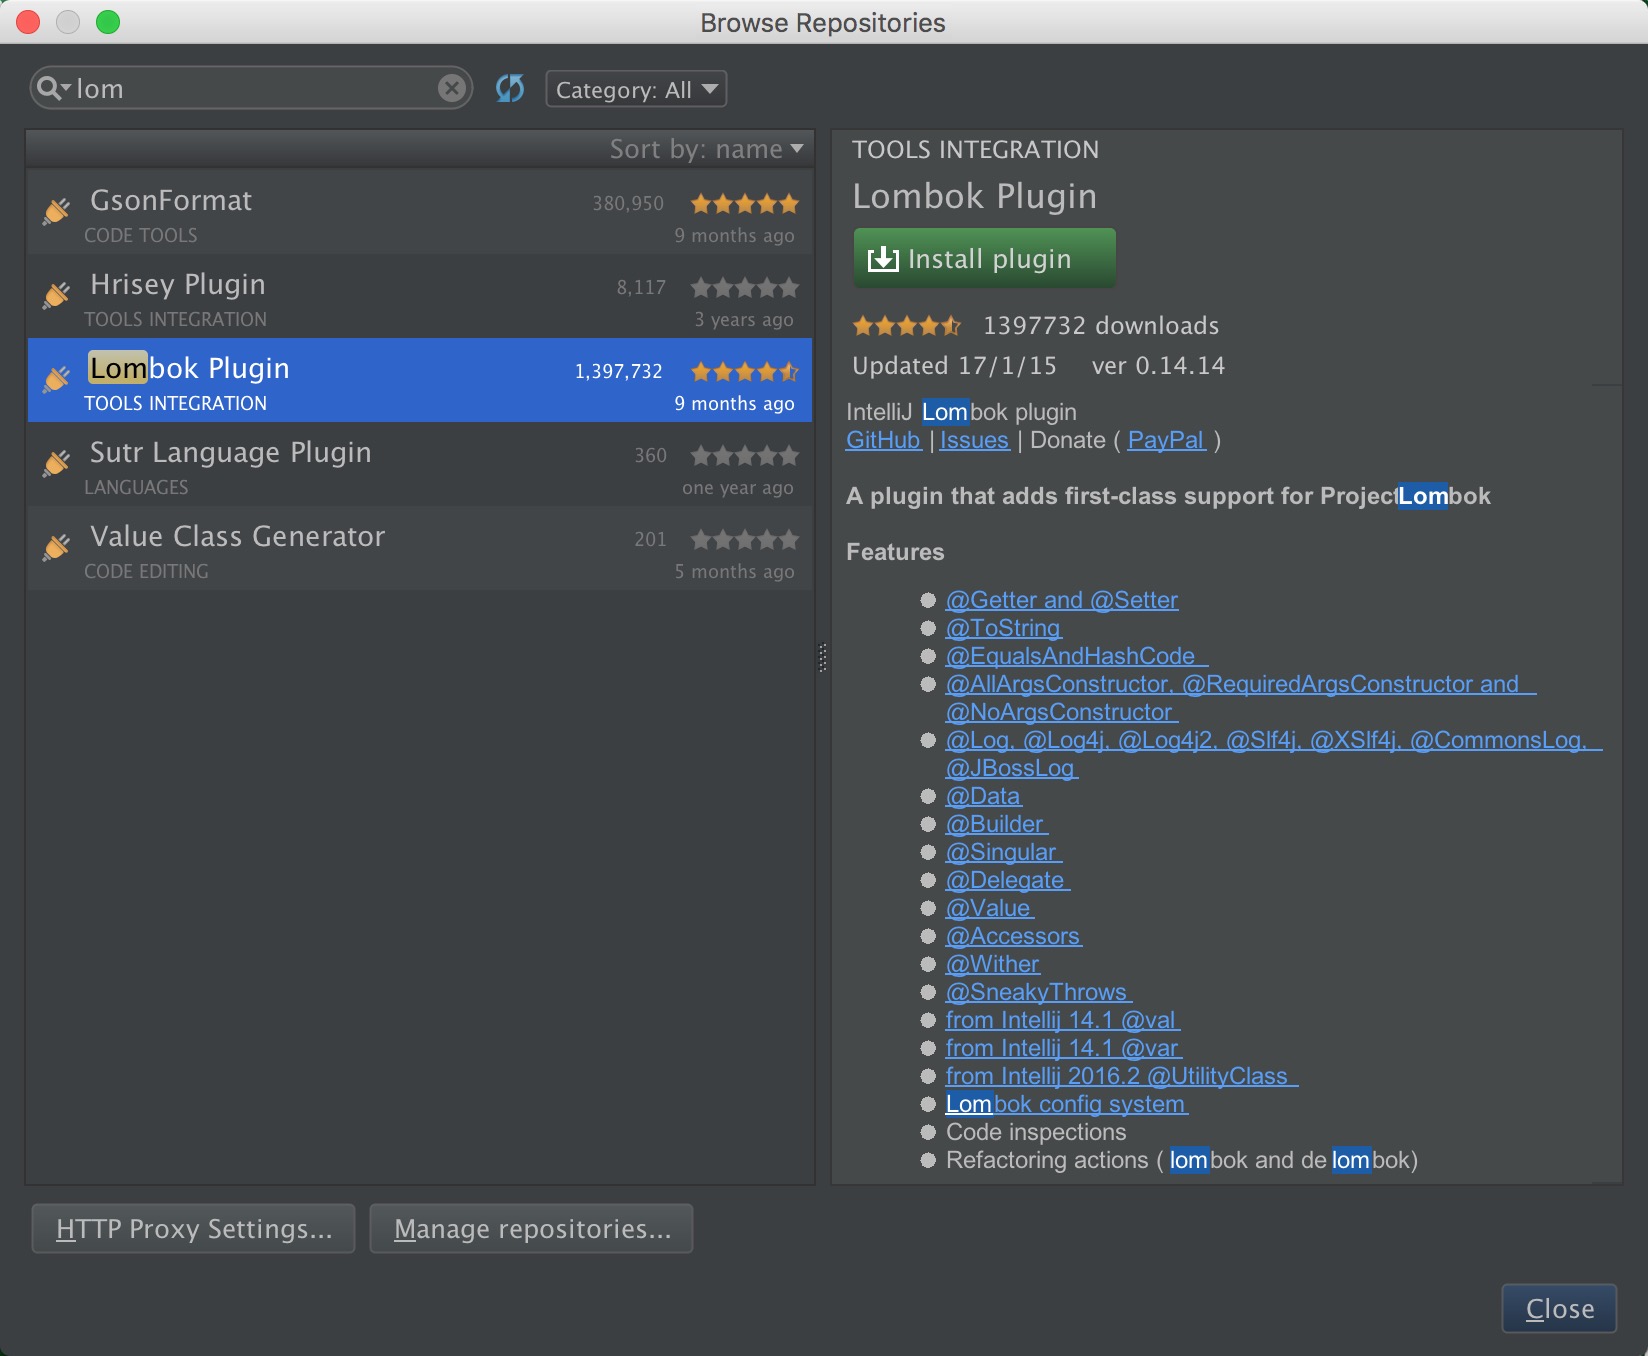 Browse Repositories
lom
Category: All
Sort by: name
GsonFormat 380,950
CODE TOOLS 9 months ago
Hrisey Plugin 8,117
TOOLS INTEGRATION 3 years ago
Lombok Plugin 1,397,732
TOOLS INTEGRATION 9 months ago
Sutr Language Plugin 360
LANGUAGES one year ago
Value Class Generator 201
CODE EDITING 5 months ago
TOOLS INTEGRATION
Lombok Plugin
Install plugin
1397732 downloads
Updated 17/1/15 ver 0.14.14
IntelliJ Lombok plugin
GitHub | Issues | Donate ( PayPal )
A plugin that adds first-class support for Project Lombok
Features
@Getter and @Setter
@ToString
@EqualsAndHashCode
@AllArgsConstructor, @RequiredArgsConstructor and
@NoArgsConstructor
@Log, @Log4j, @Log4j2, @Slf4j, @XSlf4j, @CommonsLog,
@JBossLog
@Data
@Builder
@Singular
@Delegate
@Value
@Accessors
@Wither
@SneakyThrows
from Intellij 14.1 @val
from Intellij 14.1 @var
from Intellij 2016.2 @UtilityClass
Lombok config system
Code inspections
Refactoring actions ( lombok and delombok)
HTTP Proxy Settings...
Manage repositories...
Close